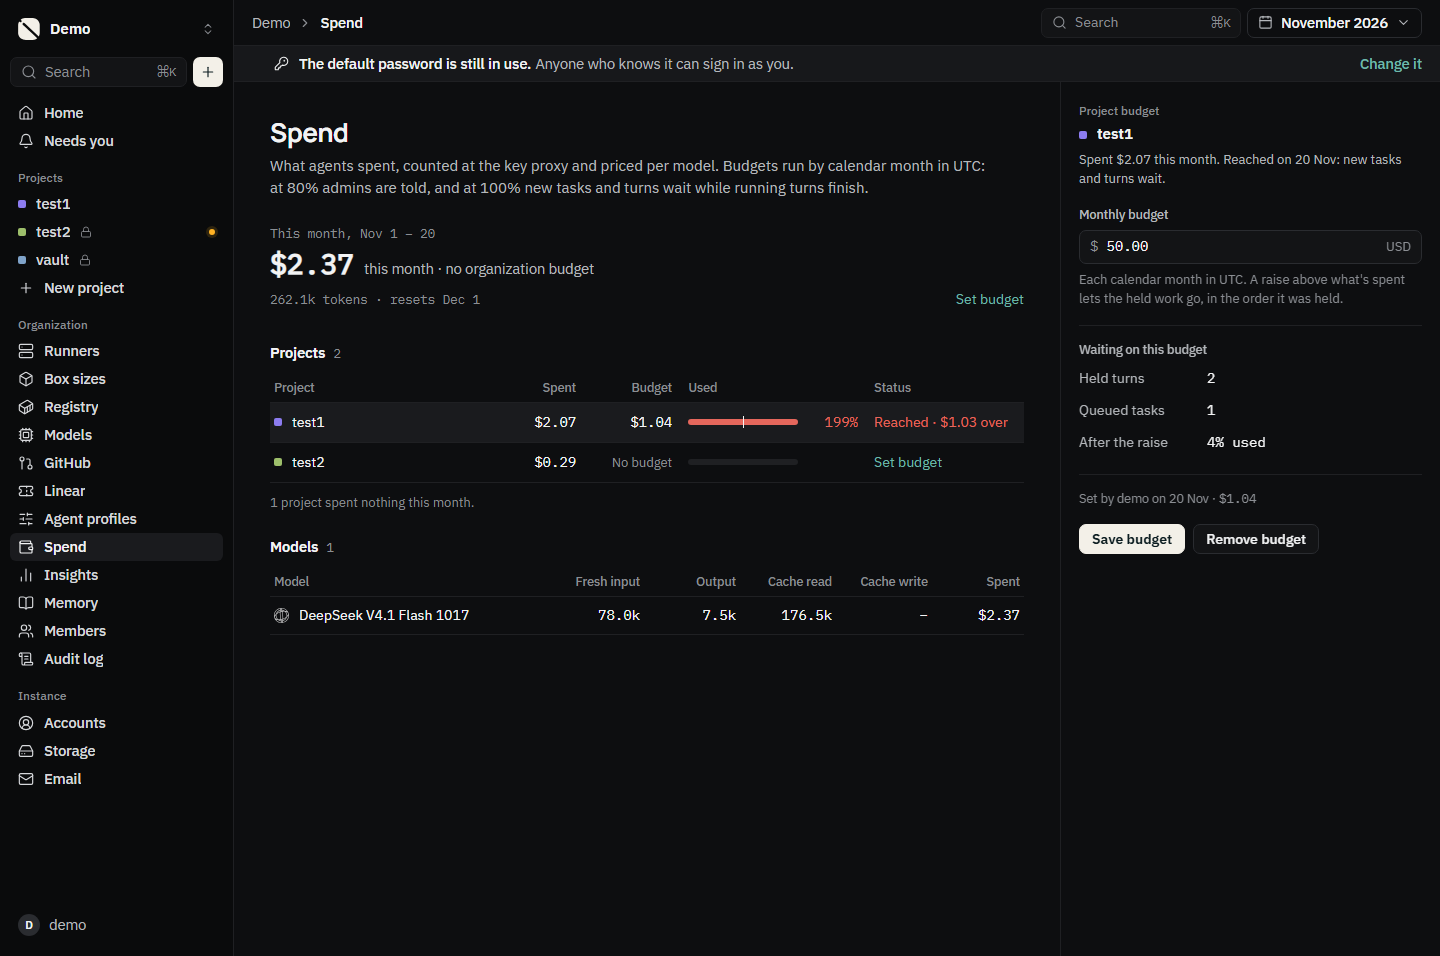 Demo
Search ⌘K
Home
Needs you
Projects
test1
test2
vault
New project
Organization
Runners
Box sizes
Registry
Models
GitHub
Linear
Agent profiles
Spend
Insights
Memory
Members
Audit log
Instance
Accounts
Storage
Email
D demo
Demo > Spend
Search ⌘K
November 2026
The default password is still in use. Anyone who knows it can sign in as you.
Change it
Spend
What agents spent, counted at the key proxy and priced per model. Budgets run by calendar month in UTC:
at 80% admins are told, and at 100% new tasks and turns wait while running turns finish.
This month, Nov 1 – 20
$2.37 this month · no organization budget
262.1k tokens · resets Dec 1
Set budget
Projects 2
Project Spent Budget Used Status
test1 $2.07 $1.04 199% Reached · $1.03 over
test2 $0.29 No budget Set budget
1 project spent nothing this month.
Models 1
Model Fresh input Output Cache read Cache write Spent
DeepSeek V4.1 Flash 1017 78.0k 7.5k 176.5k – $2.37
Project budget
test1
Spent $2.07 this month. Reached on 20 Nov: new tasks
and turns wait.
Monthly budget
$ 50.00 USD
Each calendar month in UTC. A raise above what's spent
lets the held work go, in the order it was held.
Waiting on this budget
Held turns 2
Queued tasks 1
After the raise 4% used
Set by demo on 20 Nov · $1.04
Save budget
Remove budget